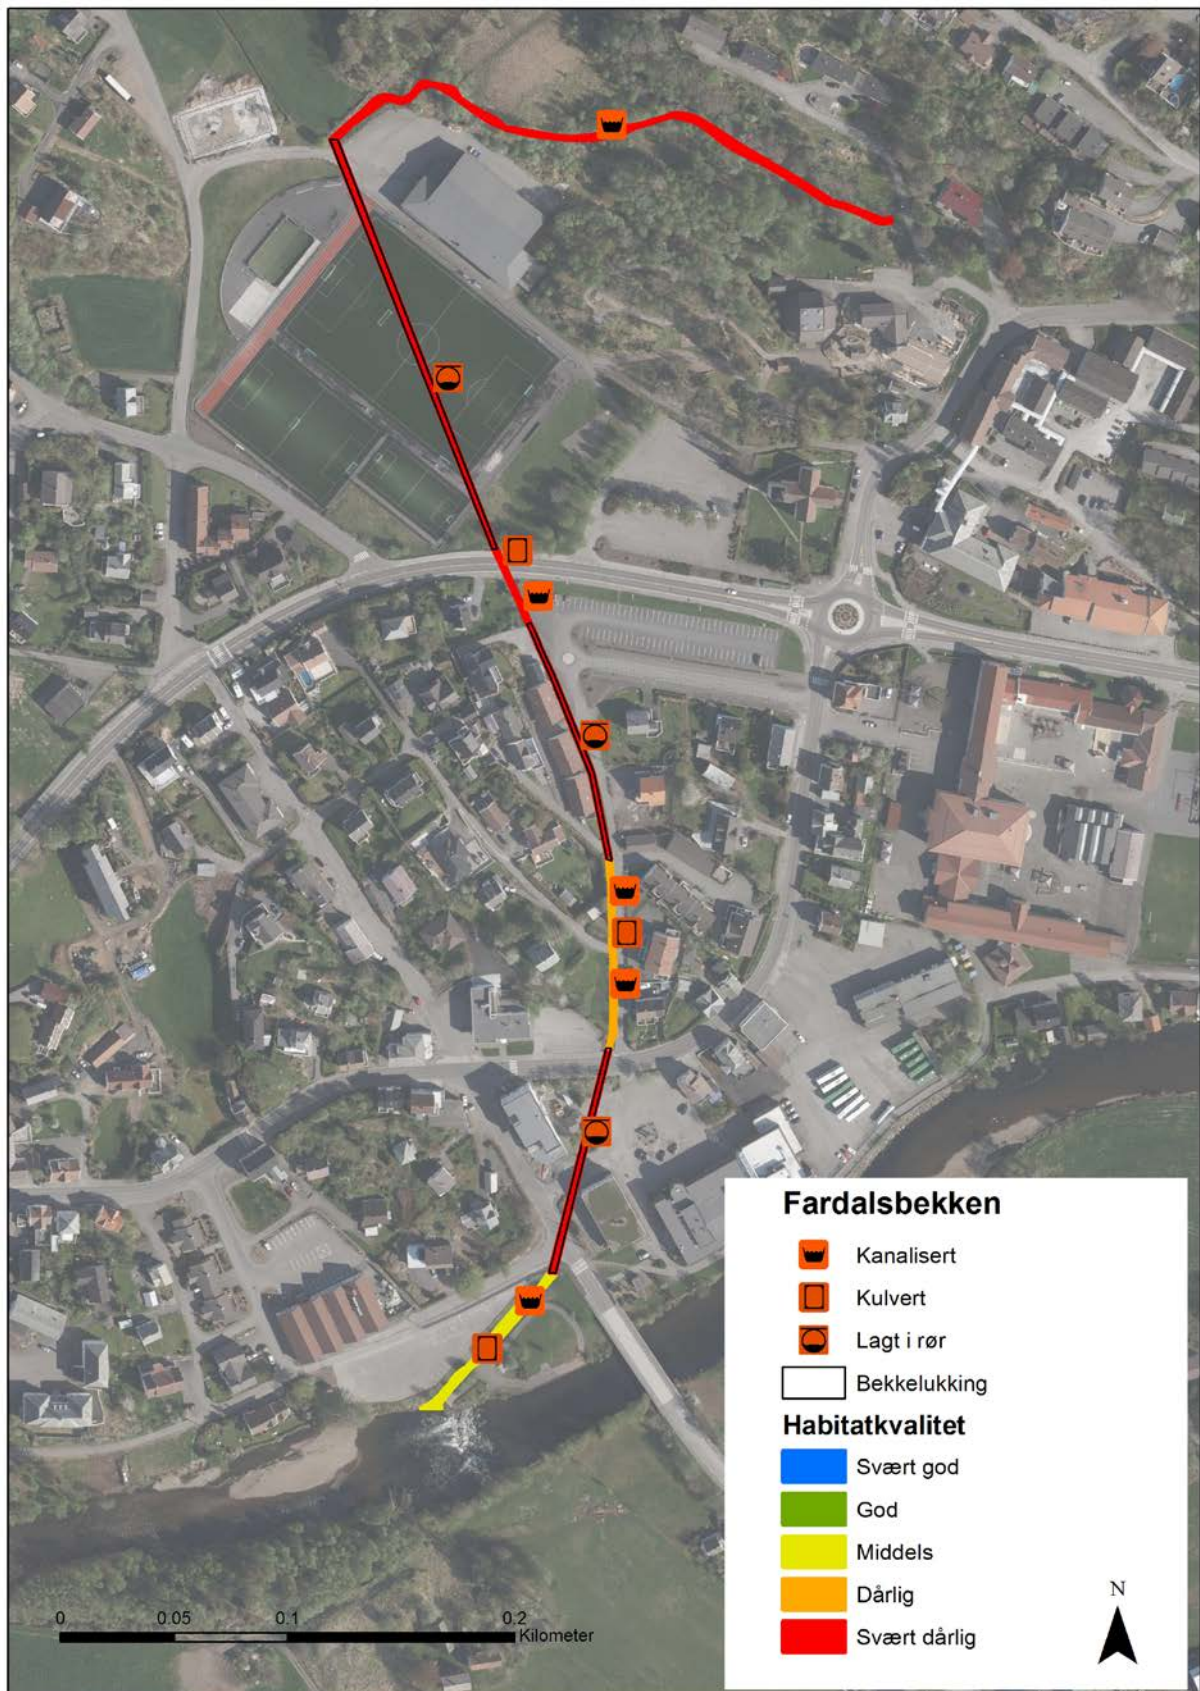 Fardalsbekken
Kanalisert
Kulvert
Lagt i rør
Bekkelukking
Habitatkvalitet
Svært god
God
Middels
Dårlig
Svært dårlig
N
0 0.05 0.1 0.2
Kilometer